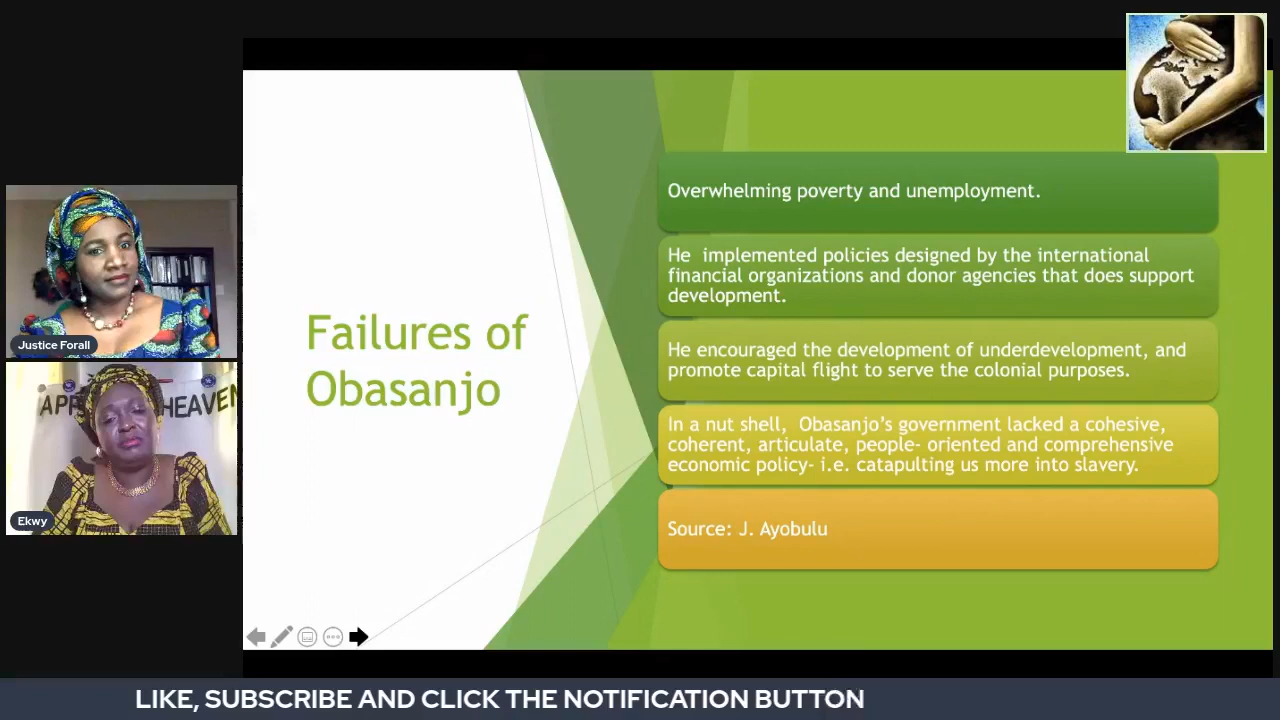 Justice Forall
APP HEAVEN
Ekwy
Failures of
Obasanjo
Overwhelming poverty and unemployment.
He implemented policies designed by the international
financial organizations and donor agencies that does support
development.
He encouraged the development of underdevelopment, and
promote capital flight to serve the colonial purposes.
In a nut shell, Obasanjo's government lacked a cohesive,
coherent, articulate, people- oriented and comprehensive
economic policy- i.e. catapulting us more into slavery.
Source: J. Ayobulu
LIKE, SUBSCRIBE AND CLICK THE NOTIFICATION BUTTON